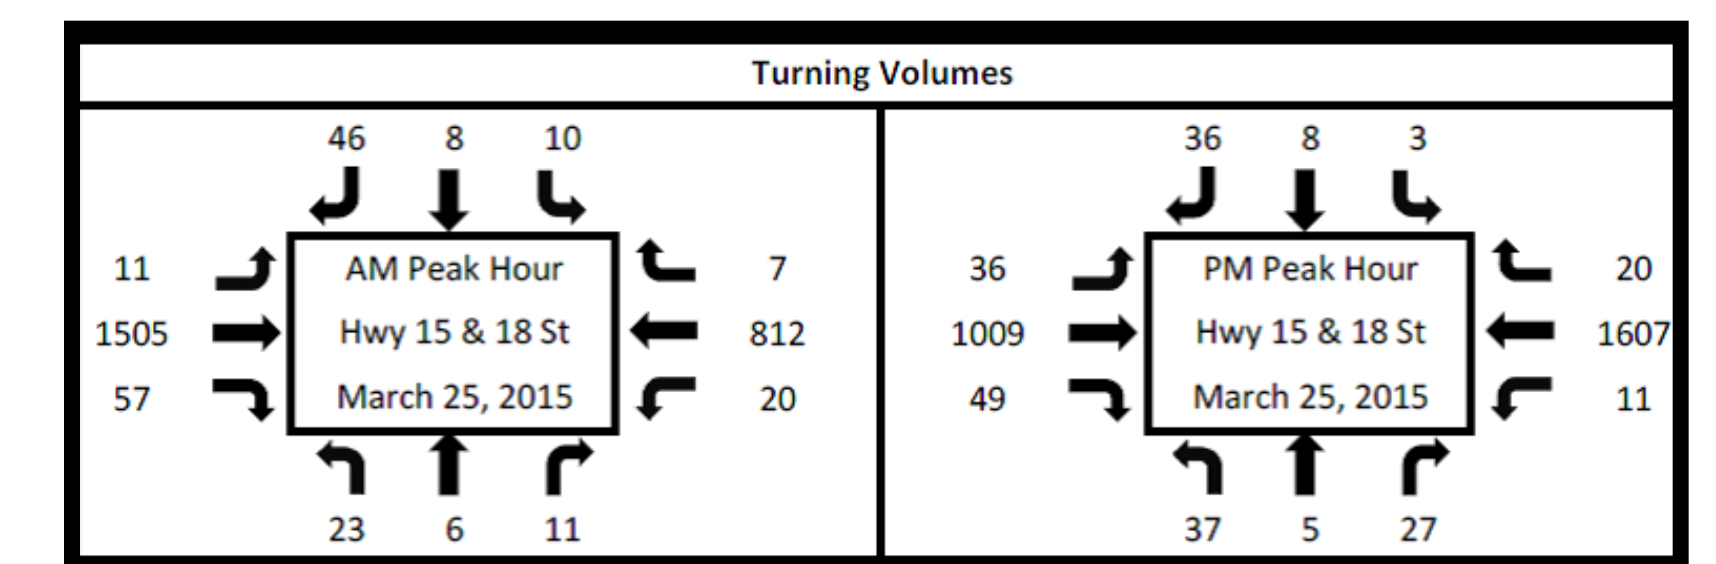 Turning Volumes
46 8 10
11 AM Peak Hour 7
1505 Hwy 15 & 18 St 812
57 March 25, 2015 20
23 6 11
36 8 3
36 PM Peak Hour 20
1009 Hwy 15 & 18 St 1607
49 March 25, 2015 11
37 5 27